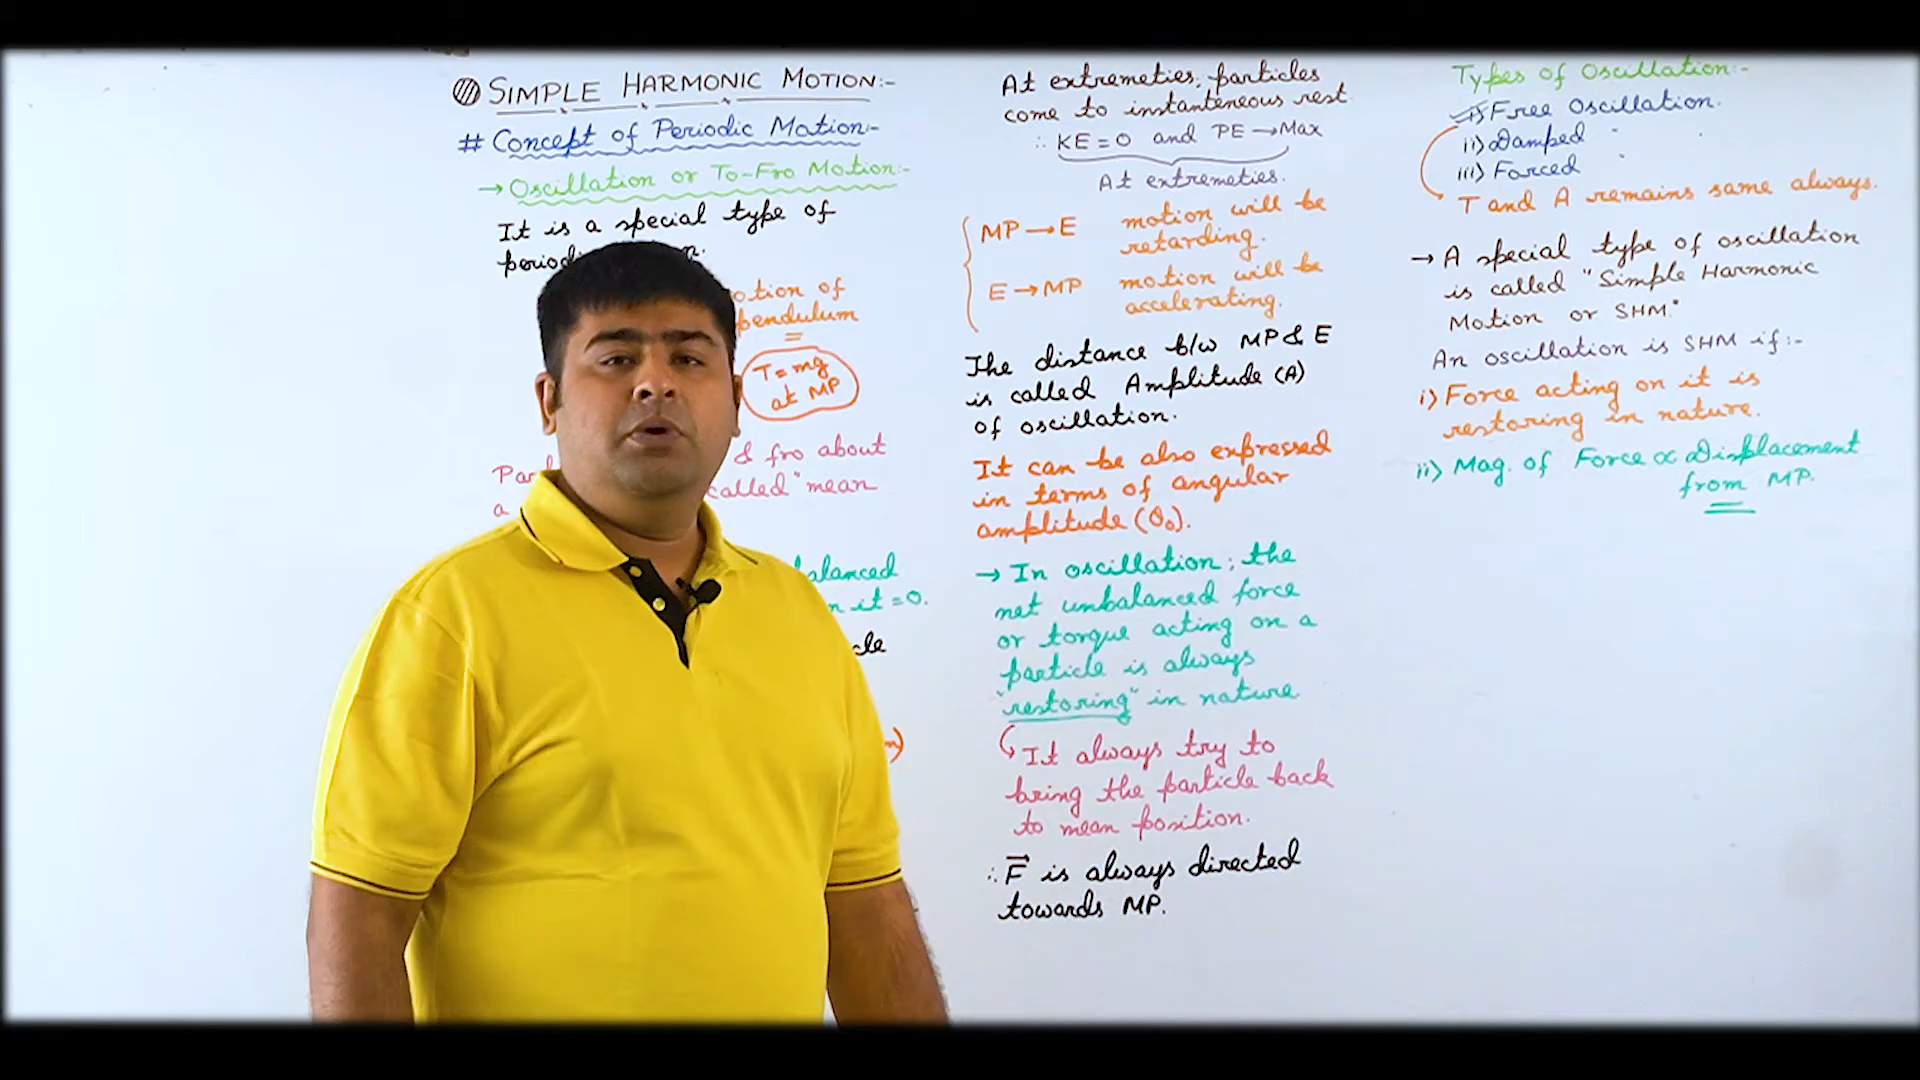 SIMPLE HARMONIC MOTION:-
# Concept of Periodic Motion:-
→ Oscillation or To-Fro Motion:-
It is a special type of
period
otion of
pendulum
T = mg
at MP
& fro about
a called "mean
alanced
n it = 0.
cle
At extremeties, particles
come to instanteneous rest.
∴ KE = 0 and PE → Max
At extremeties.
MP → E motion will be
retarding.
E → MP motion will be
accelerating.
The distance b/w MP & E
is called Amplitude (A)
of oscillation.
It can be also expressed
in terms of angular
amplitude (θ₀).
→ In oscillation; the
net unbalanced force
or torque acting on a
particle is always
"restoring" in nature
It always try to
bring the particle back
to mean position.
∴ F⃗ is always directed
towards MP.
Types of Oscillation:-
i) Free Oscillation.
ii) Damped "
iii) Forced "
T and A remains same always.
→ A special type of oscillation
is called "Simple Harmonic
Motion or SHM."
An oscillation is SHM if:-
i) Force acting on it is
restoring in nature.
ii) Mag. of Force ∝ Displacement
from MP.